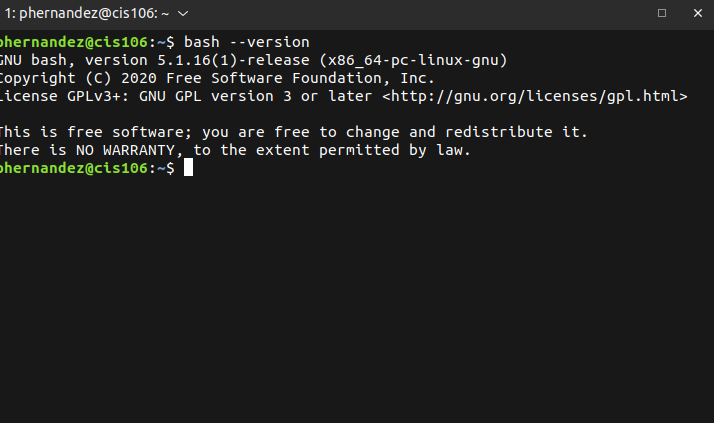 1: phernandez@cis106: ~
phernandez@cis106:~$ bash --version
GNU bash, version 5.1.16(1)-release (x86_64-pc-linux-gnu)
Copyright (C) 2020 Free Software Foundation, Inc.
License GPLv3+: GNU GPL version 3 or later <http://gnu.org/licenses/gpl.html>

This is free software; you are free to change and redistribute it.
There is NO WARRANTY, to the extent permitted by law.
phernandez@cis106:~$